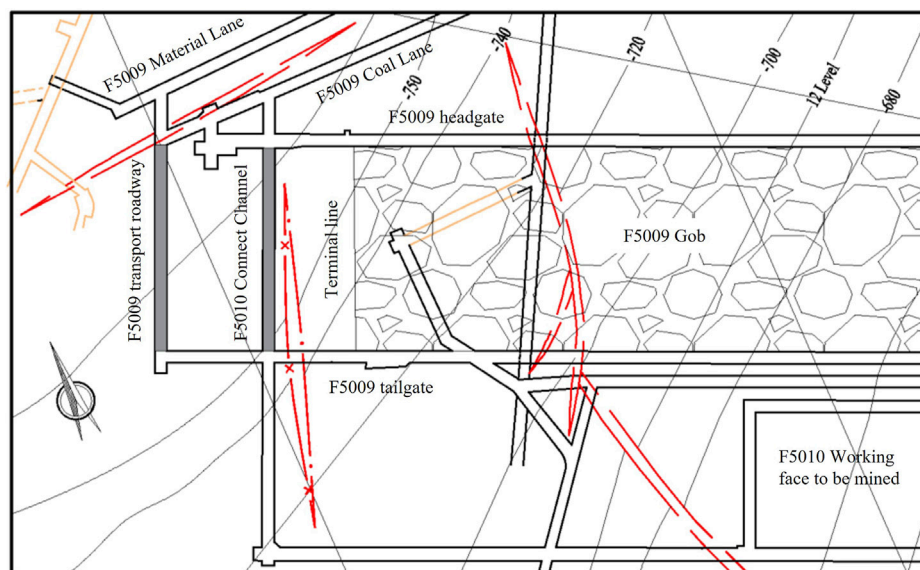 F5009 Material Lane
F5009 Coal Lane
-740
-750
-720
-700
12 Level
-680
F5009 headgate
F5009 transport roadway
F5010 Connect Channel
Terminal line
F5009 Gob
F5009 tailgate
F5010 Working
face to be mined